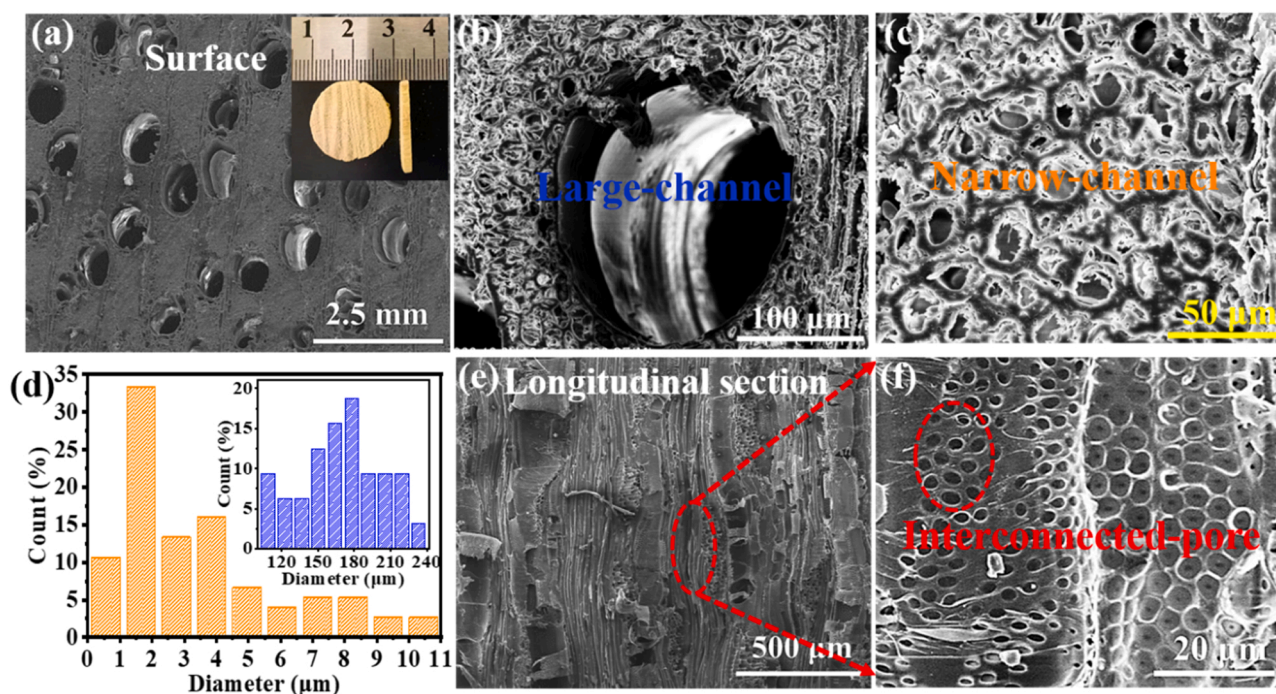 (a)
Surface
1 2 3 4
2.5 mm
(b)
Large-channel
100 μm
(c)
Narrow-channel
50 μm
(d)
35
30
25
20
15
10
5
0
0 1 2 3 4 5 6 7 8 9 10 11
Count (%)
Diameter (μm)
20
15
10
5
0
120 150 180 210 240
Count (%)
Diameter (μm)
(e)
Longitudinal section
500 μm
(f)
Interconnected-pore
20 μm